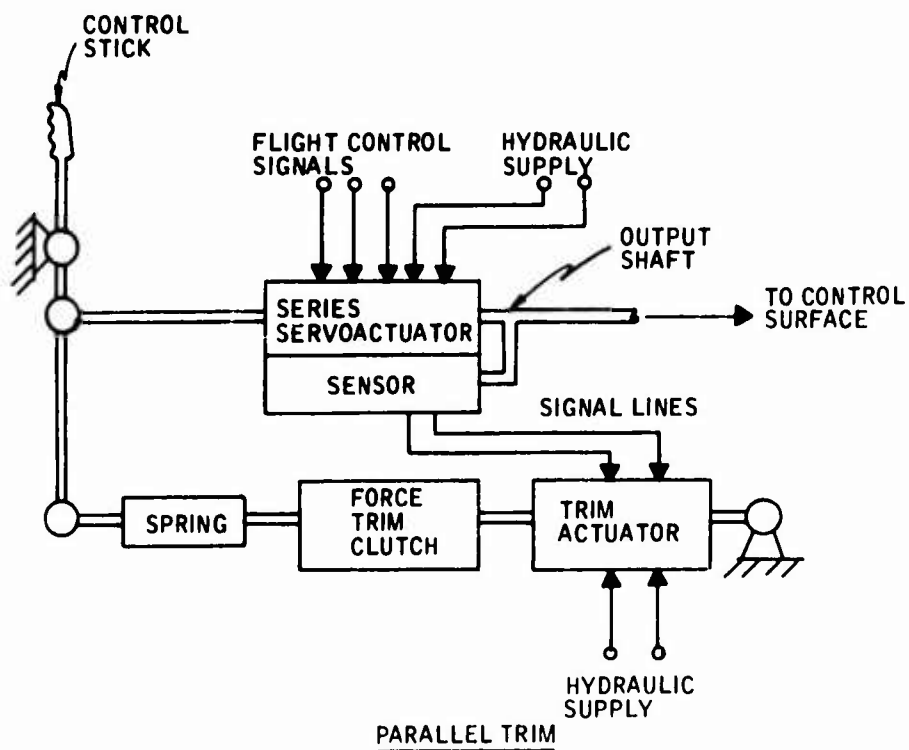 CONTROL
STICK
FLIGHT CONTROL
SIGNALS
HYDRAULIC
SUPPLY
OUTPUT
SHAFT
SERIES
SERVOACTUATOR
TO CONTROL
SURFACE
SENSOR
SIGNAL LINES
SPRING
FORCE
TRIM
CLUTCH
TRIM
ACTUATOR
HYDRAULIC
SUPPLY
PARALLEL TRIM